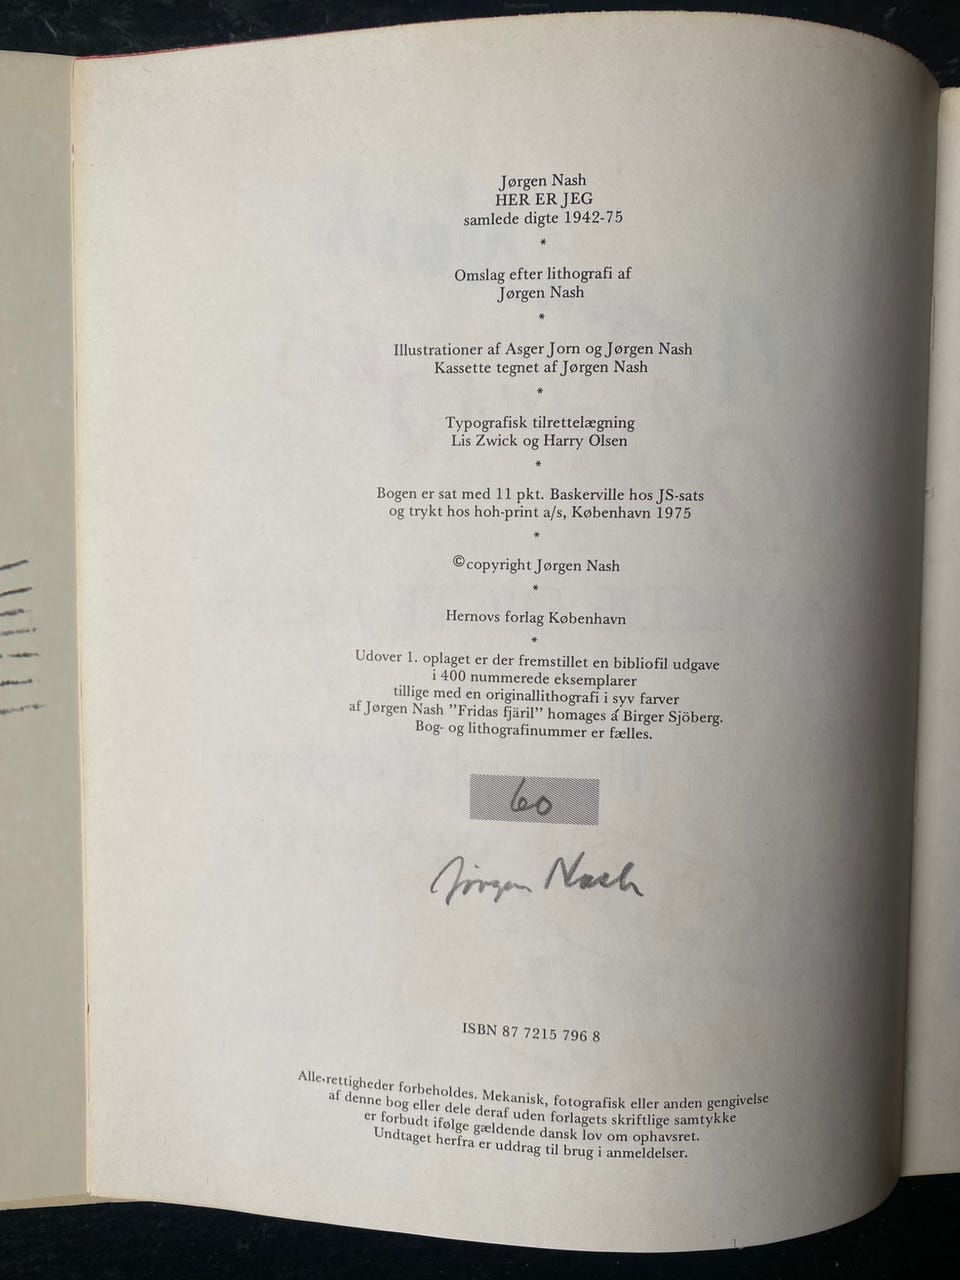 Jørgen Nash
HER ER JEG
samlede digte 1942-75
*
Omslag efter lithografi af
Jørgen Nash
*
Illustrationer af Asger Jorn og Jørgen Nash
Kassette tegnet af Jørgen Nash
*
Typografisk tilrettelægning
Lis Zwick og Harry Olsen
*
Bogen er sat med 11 pkt. Baskerville hos JS-sats
og trykt hos hoh-print a/s, København 1975
*
©copyright Jørgen Nash
*
Hernovs forlag København
*
Udover 1. oplaget er der fremstillet en bibliofil udgave
i 400 nummerede eksemplarer
tillige med en originallithografi i syv farver
af Jørgen Nash "Fridas fjäril" homages á Birger Sjöberg.
Bog- og lithografinummer er fælles.
60
Jörgen Nash
ISBN 87 7215 796 8
Alle rettigheder forbeholdes. Mekanisk, fotografisk eller anden gengivelse
af denne bog eller dele deraf uden forlagets skriftlige samtykke
er forbudt ifølge gældende dansk lov om ophavsret.
Undtaget herfra er uddrag til brug i anmeldelser.